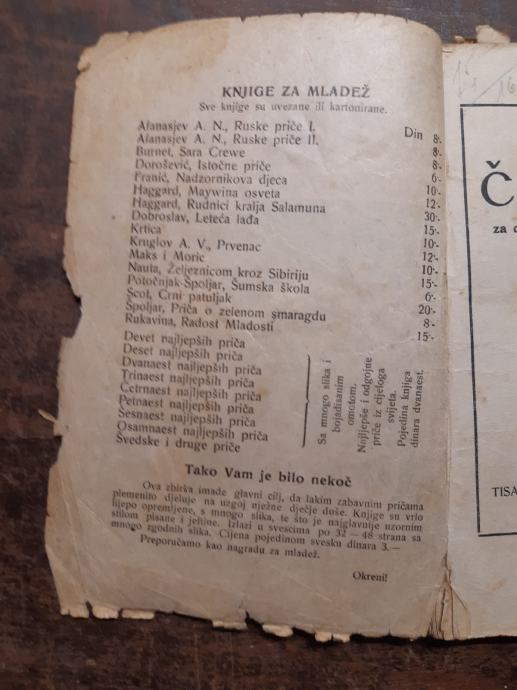 KNJIGE ZA MLADEŽ
Sve knjige su uvezane ili kartonirane.
Afanasjev A. N., Ruske priče I. Din 8·-
Afanasjev A. N., Ruske priče II. 8·-
Burnet, Sara Crewe 8·-
Dorošević, Istočne priče 6·-
Franić, Nadzornikova djeca 10·-
Haggard, Maywina osveta 12·-
Haggard, Rudnici kralja Salamuna 30·-
Dobroslav, Leteća lađa 15·-
Krtica 10·-
Kruglov A. V., Prvenac 12·-
Maks i Moric 10·-
Nauta, Željeznicom kroz Sibiriju 15·-
Potočnjak-Špoljar, Šumska škola 6·-
Scot, Crni patuljak 20·-
Špoljar, Priča o zelenom smaragdu 8·-
Rukavina, Radost Mladosti 15·-
Devet najljepših priča
Deset najljepših priča
Dvanaest najljepših priča
Trinaest najljepših priča
Četrnaest najljepših priča
Petnaest najljepših priča
Šesnaest najljepših priča
Osamnaest najljepših priča
Švedske i druge priče
Sa mnogo slika i
bojadisanim
omotom.
Najljepše i odgojne
priče iz cijeloga
svijeta.
Pojedina knjiga
dinara dvanaest.
Tako Vam je bilo nekoč
Ova zbirka imade glavni cilj, da lakim zabavnim pričama
plemenito djeluje na uzgoj nježne dječje duše. Knjige su vrlo
lijepo opremljene, s mnogo slika, te što je najglavnije uzornim
stilom pisane i jeftine. Izlazi u svescima po 32—48 strana sa
mnogo zgodnih slika. Cijena pojedinom svesku dinara 3.—
Preporučamo kao nagradu za mladež.
Okreni!
Č
za
TISA